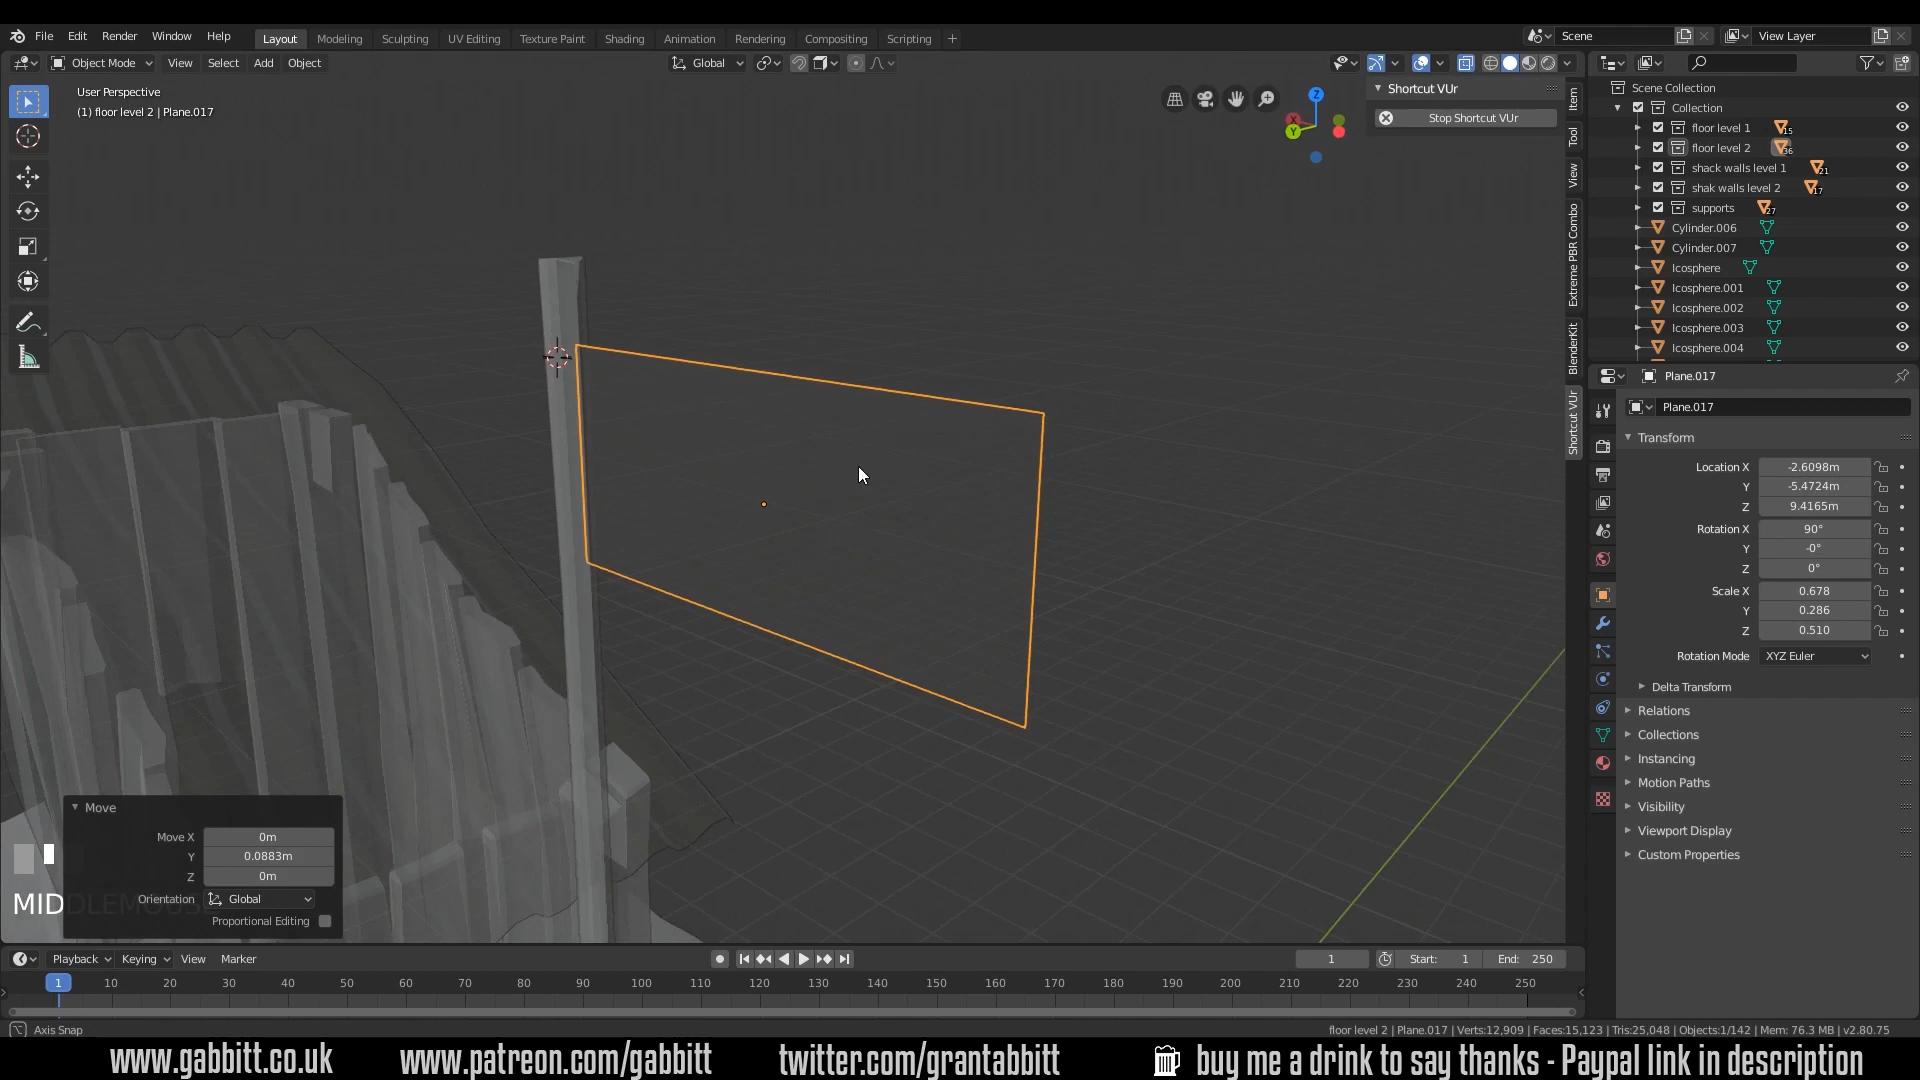 File Edit Render Window Help
Layout Modeling Sculpting UV Editing Texture Paint Shading Animation Rendering Compositing Scripting +
Scene View Layer
Object Mode View Select Add Object
Global
User Perspective
(1) floor level 2 | Plane.017
Shortcut VUr
Stop Shortcut VUr
Z
X
Y
Item
Tool
View
Extreme PBR Combo
BlenderKit
Shortcut VUr
Scene Collection
Collection
floor level 1 15
floor level 2 36
shack walls level 1 21
shak walls level 2 17
supports 27
Cylinder.006
Cylinder.007
Icosphere
Icosphere.001
Icosphere.002
Icosphere.003
Icosphere.004
Plane.017
Plane.017
Transform
Location X -2.6098m
Y -5.4724m
Z 9.4165m
Rotation X 90°
Y -0°
Z 0°
Scale X 0.678
Y 0.286
Z 0.510
Rotation Mode XYZ Euler
Delta Transform
Relations
Collections
Instancing
Motion Paths
Visibility
Viewport Display
Custom Properties
Move
Move X 0m
Y 0.0883m
Z 0m
Orientation Global
Proportional Editing
MIDDLEMOUSE
Playback Keying View Marker
1 Start: 1 End: 250
1 10 20 30 40 50 60 70 80 90 100 110 120 130 140 150 160 170 180 190 200 210 220 230 240 250
Axis Snap
floor level 2 | Plane.017 | Verts:12,909 | Faces:15,123 | Tris:25,048 | Objects:1/142 | Mem: 76.3 MB | v2.80.75
www.gabbitt.co.uk www.patreon.com/gabbitt twitter.com/grantabbitt buy me a drink to say thanks - Paypal link in description